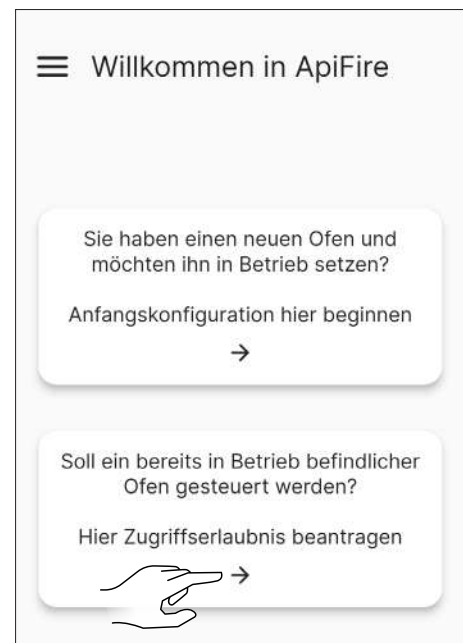 Willkommen in ApiFire
Sie haben einen neuen Ofen und
möchten ihn in Betrieb setzen?
Anfangskonfiguration hier beginnen
→
Soll ein bereits in Betrieb befindlicher
Ofen gesteuert werden?
Hier Zugriffserlaubnis beantragen
→